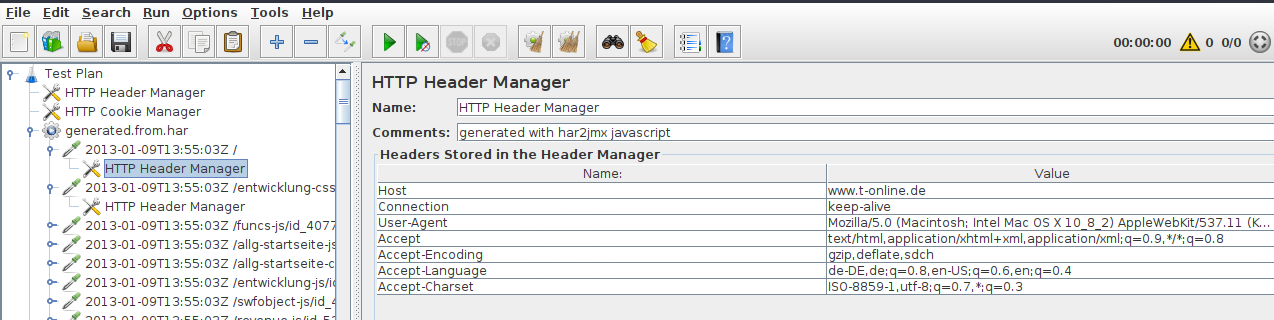 File Edit Search Run Options Tools Help
00:00:00 0 0/0
Test Plan
HTTP Header Manager
HTTP Cookie Manager
generated.from.har
2013-01-09T13:55:03Z /
HTTP Header Manager
2013-01-09T13:55:03Z /entwicklung-css
HTTP Header Manager
2013-01-09T13:55:03Z /funcs-js/id_4077
2013-01-09T13:55:03Z /allg-startseite-js
2013-01-09T13:55:03Z /allg-startseite-c
2013-01-09T13:55:03Z /entwicklung-js/i
2013-01-09T13:55:03Z /swfobject-js/id_4
2013-01-09T13:55:03Z /revenue-js/id_53
HTTP Header Manager
Name: HTTP Header Manager
Comments: generated with har2jmx javascript
Headers Stored in the Header Manager
Name: Value
Host www.t-online.de
Connection keep-alive
User-Agent Mozilla/5.0 (Macintosh; Intel Mac OS X 10_8_2) AppleWebKit/537.11 (K...
Accept text/html,application/xhtml+xml,application/xml;q=0.9,*/*;q=0.8
Accept-Encoding gzip,deflate,sdch
Accept-Language de-DE,de;q=0.8,en-US;q=0.6,en;q=0.4
Accept-Charset ISO-8859-1,utf-8;q=0.7,*;q=0.3